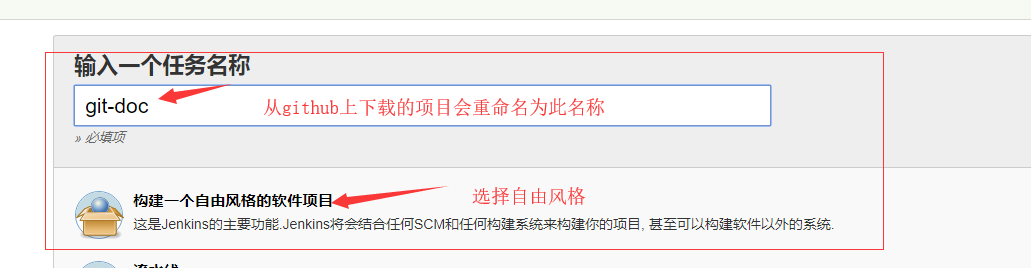 输入一个任务名称
git-doc
从github上下载的项目会重命名为此名称
» 必填项
构建一个自由风格的软件项目
选择自由风格
这是Jenkins的主要功能.Jenkins将会结合任何SCM和任何构建系统来构建你的项目, 甚至可以构建软件以外的系统.